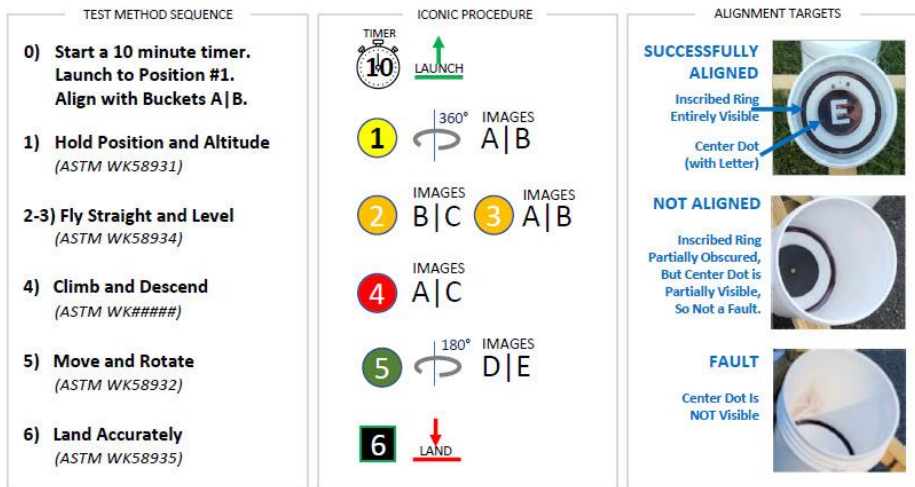 TEST METHOD SEQUENCE
0) Start a 10 minute timer.
Launch to Position #1.
Align with Buckets A|B.
1) Hold Position and Altitude
(ASTM WK58931)
2-3) Fly Straight and Level
(ASTM WK58934)
4) Climb and Descend
(ASTM WK#####)
5) Move and Rotate
(ASTM WK58932)
6) Land Accurately
(ASTM WK58935)
ICONIC PROCEDURE
TIMER
10
LAUNCH
1
360°
IMAGES
A|B
2
IMAGES
B|C
3
IMAGES
A|B
4
IMAGES
A|C
5
180°
IMAGES
D|E
6
LAND
ALIGNMENT TARGETS
SUCCESSFULLY
ALIGNED
Inscribed Ring
Entirely Visible
Center Dot
(with Letter)
E
NOT ALIGNED
Inscribed Ring
Partially Obscured,
But Center Dot is
Partially Visible,
So Not a Fault.
FAULT
Center Dot Is
NOT Visible